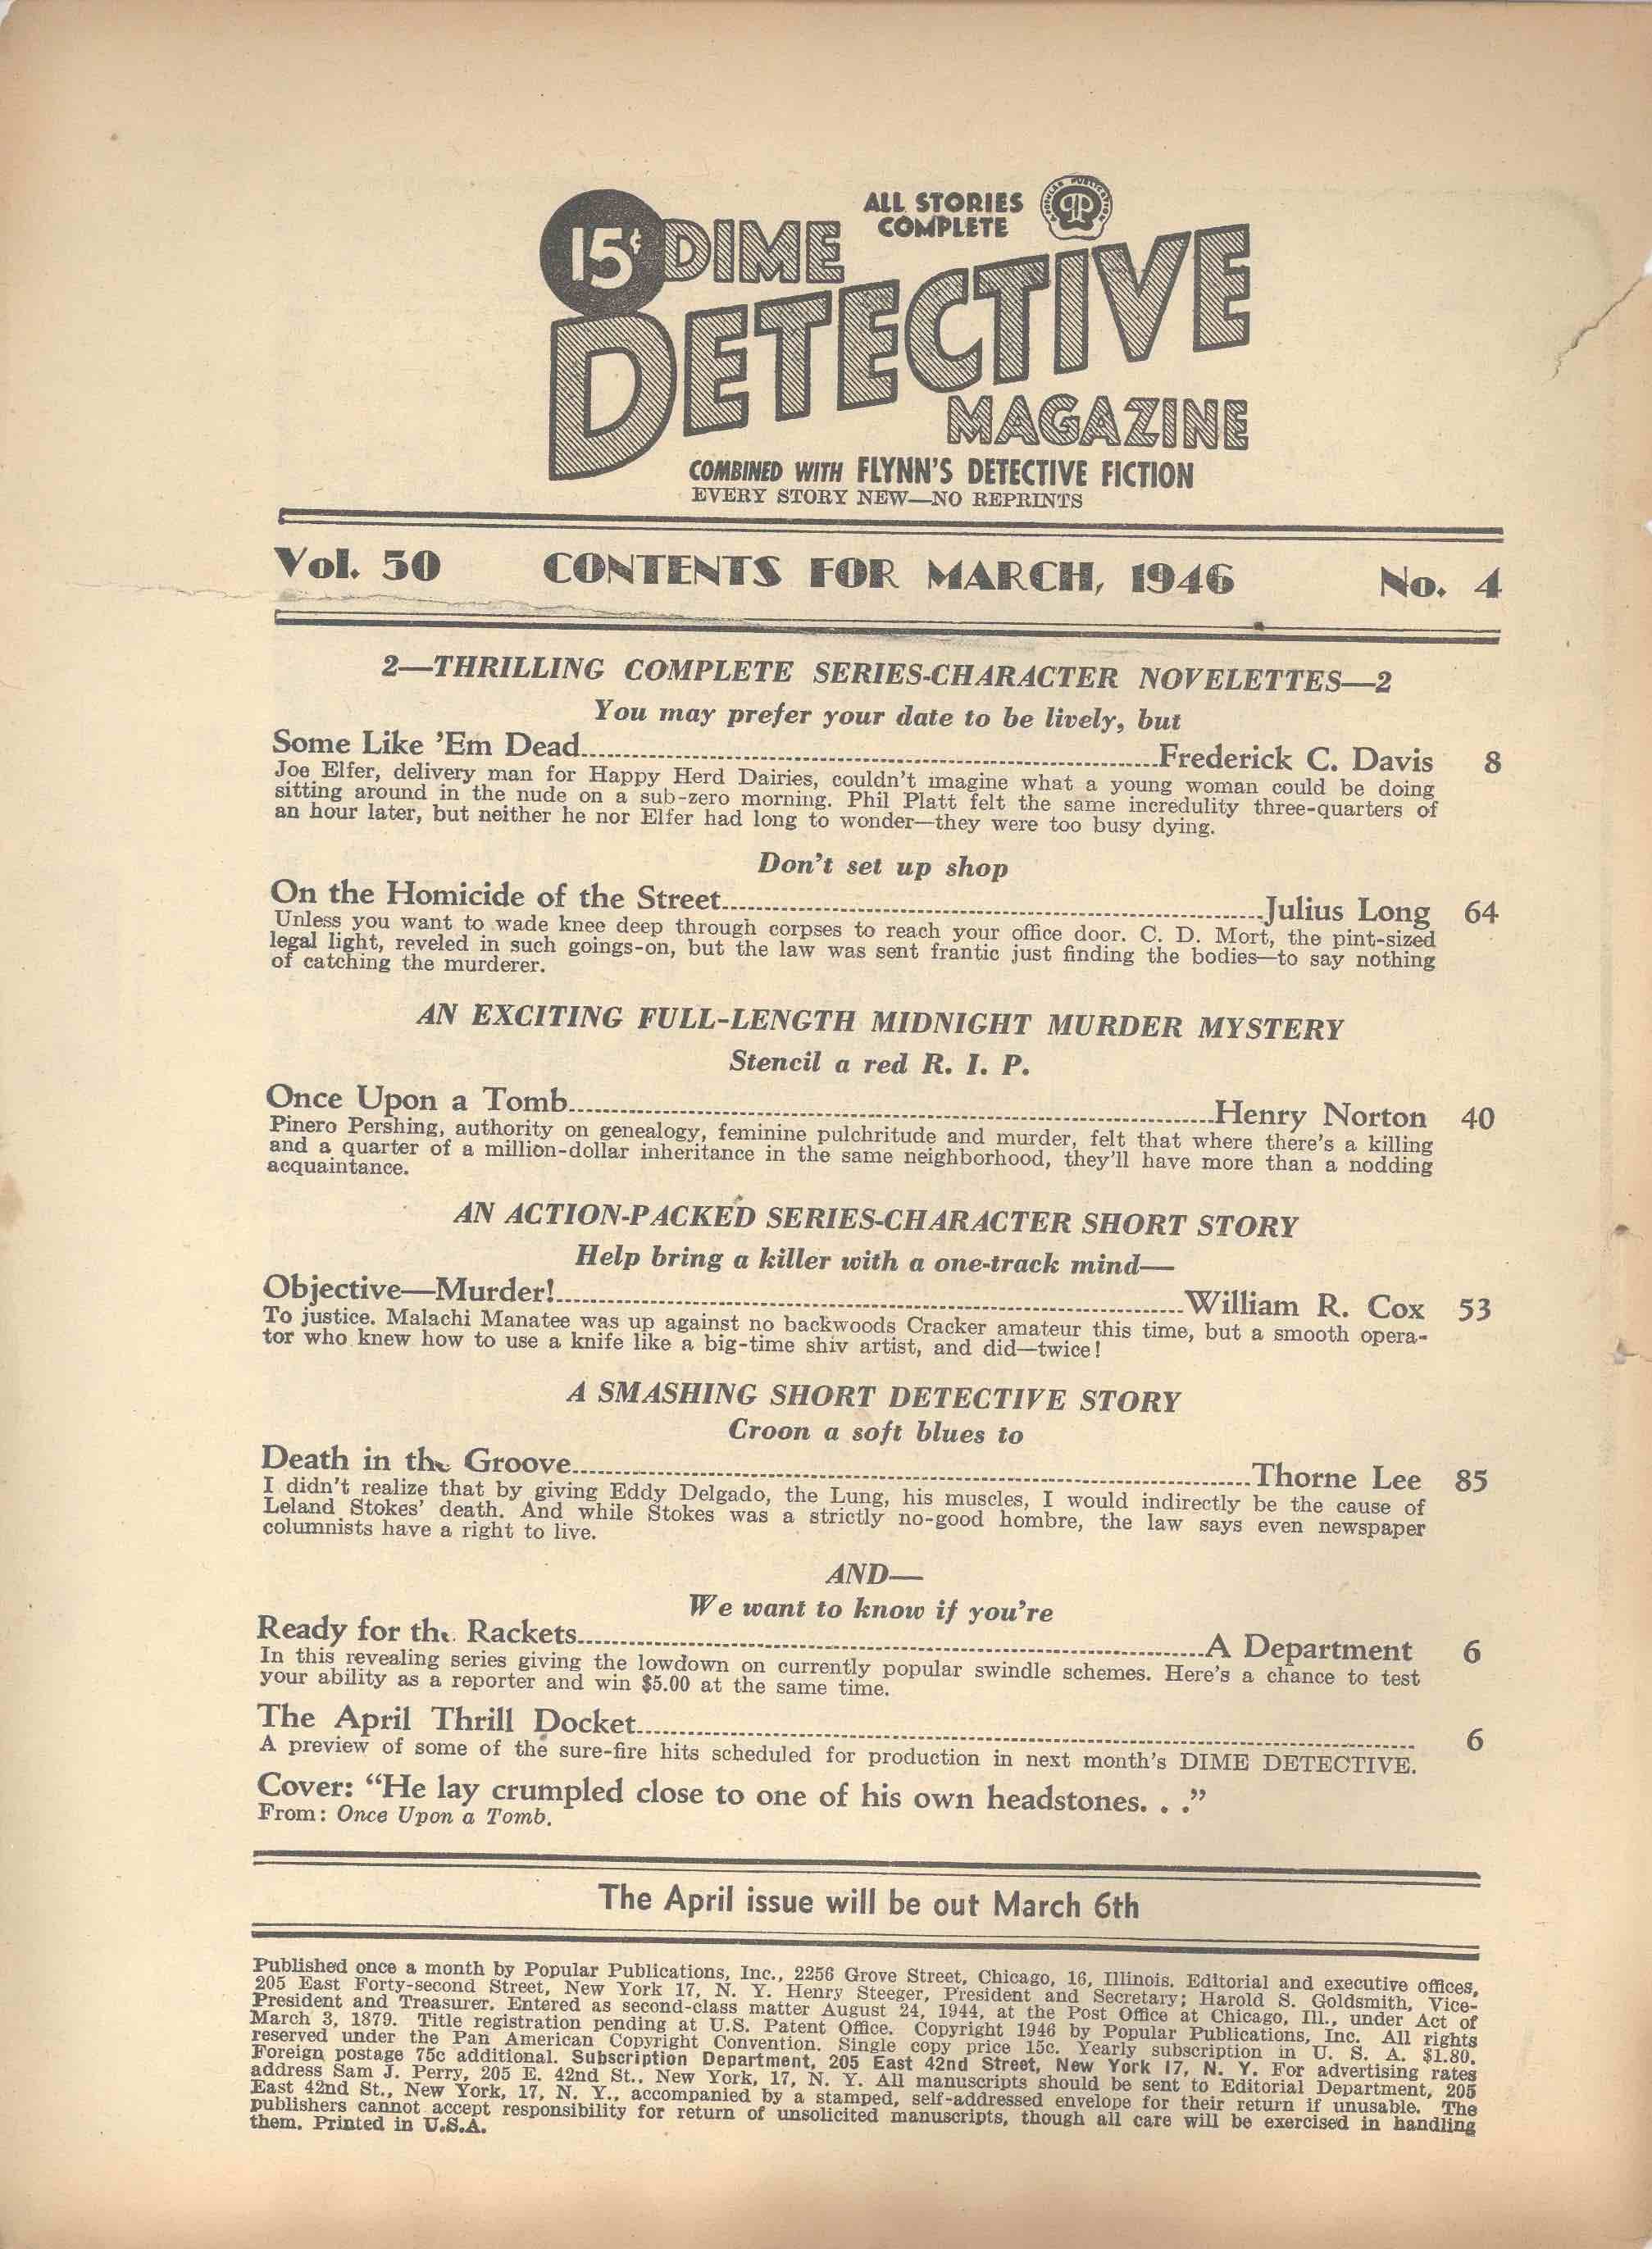 ALL STORIES
COMPLETE
POPULAR PUBLICATION
PP
15¢ DIME
DETECTIVE
MAGAZINE
COMBINED WITH FLYNN'S DETECTIVE FICTION
EVERY STORY NEW—NO REPRINTS
Vol. 50 CONTENTS FOR MARCH, 1946 No. 4
2—THRILLING COMPLETE SERIES-CHARACTER NOVELETTES—2
You may prefer your date to be lively, but
Some Like 'Em Dead Frederick C. Davis 8
Joe Elfer, delivery man for Happy Herd Dairies, couldn't imagine what a young woman could be doing
sitting around in the nude on a sub-zero morning. Phil Platt felt the same incredulity three-quarters of
an hour later, but neither he nor Elfer had long to wonder—they were too busy dying.
Don't set up shop
On the Homicide of the Street Julius Long 64
Unless you want to wade knee deep through corpses to reach your office door. C. D. Mort, the pint-sized
legal light, reveled in such goings-on, but the law was sent frantic just finding the bodies—to say nothing
of catching the murderer.
AN EXCITING FULL-LENGTH MIDNIGHT MURDER MYSTERY
Stencil a red R. I. P.
Once Upon a Tomb Henry Norton 40
Pinero Pershing, authority on genealogy, feminine pulchritude and murder, felt that where there's a killing
and a quarter of a million-dollar inheritance in the same neighborhood, they'll have more than a nodding
acquaintance.
AN ACTION-PACKED SERIES-CHARACTER SHORT STORY
Help bring a killer with a one-track mind—
Objective—Murder! William R. Cox 53
To justice. Malachi Manatee was up against no backwoods Cracker amateur this time, but a smooth opera-
tor who knew how to use a knife like a big-time shiv artist, and did—twice!
A SMASHING SHORT DETECTIVE STORY
Croon a soft blues to
Death in the Groove Thorne Lee 85
I didn't realize that by giving Eddy Delgado, the Lung, his muscles, I would indirectly be the cause of
Leland Stokes' death. And while Stokes was a strictly no-good hombre, the law says even newspaper
columnists have a right to live.
AND—
We want to know if you're
Ready for the Rackets A Department 6
In this revealing series giving the lowdown on currently popular swindle schemes. Here's a chance to test
your ability as a reporter and win $5.00 at the same time.
The April Thrill Docket 6
A preview of some of the sure-fire hits scheduled for production in next month's DIME DETECTIVE.
Cover: "He lay crumpled close to one of his own headstones. . ."
From: Once Upon a Tomb.
The April issue will be out March 6th
Published once a month by Popular Publications, Inc., 2256 Grove Street, Chicago, 16, Illinois. Editorial and executive offices,
205 East Forty-second Street, New York 17, N. Y. Henry Steeger, President and Secretary; Harold S. Goldsmith, Vice-
President and Treasurer. Entered as second-class matter August 24, 1944, at the Post Office at Chicago, Ill., under Act of
March 3, 1879. Title registration pending at U.S. Patent Office. Copyright 1946 by Popular Publications, Inc. All rights
reserved under the Pan American Copyright Convention. Single copy price 15c. Yearly subscription in U. S. A. $1.80.
Foreign postage 75c additional. Subscription Department, 205 East 42nd Street, New York 17, N. Y. For advertising rates
address Sam J. Perry, 205 E. 42nd St., New York, 17, N. Y. All manuscripts should be sent to Editorial Department, 205
East 42nd St., New York, 17, N. Y., accompanied by a stamped, self-addressed envelope for their return if unusable. The
publishers cannot accept responsibility for return of unsolicited manuscripts, though all care will be exercised in handling
them. Printed in U.S.A.